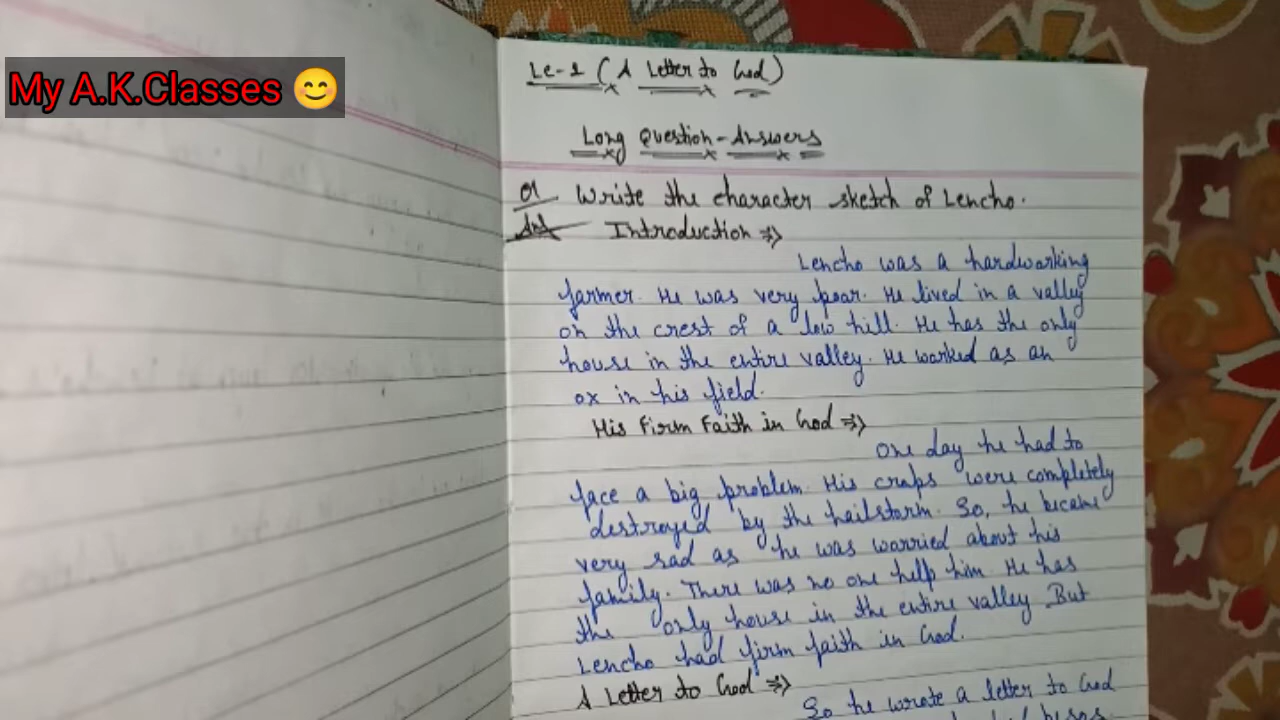 My A.K.Classes 😊
Le-1 (A Letter to God)
Long Question-Answers
Q1 Write the character sketch of Lencho.
Ans Introduction ⇒
Lencho was a hardworking
farmer. He was very poor. He lived in a valley
on the crest of a low hill. He has the only
house in the entire valley. He worked as an
ox in his field.
His Firm Faith in God ⇒
One day he had to
face a big problem. His crops were completely
destroyed by the hailstorm. So, he became
very sad as he was worried about his
family. There was no one help him. He has
the only house in the entire valley But
Lencho had firm faith in God.
A Letter to God ⇒
So he wrote a letter to God